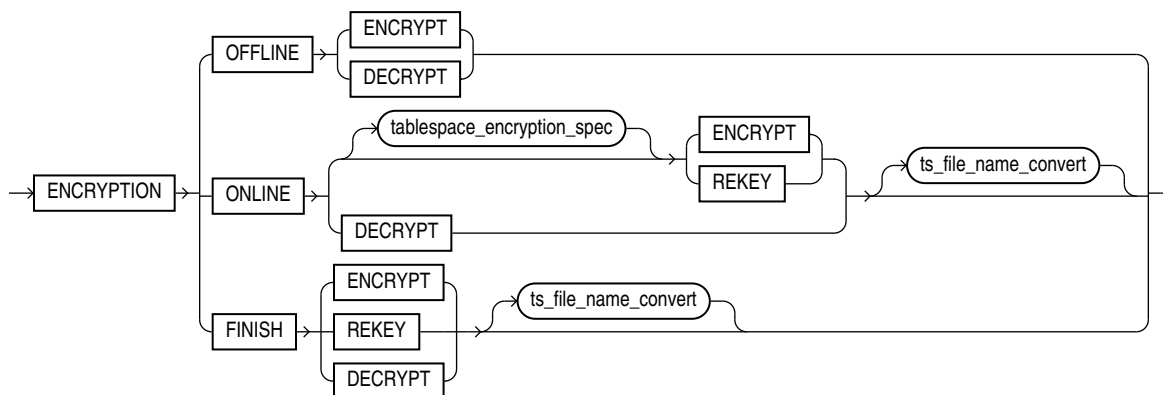 ENCRYPT
OFFLINE
DECRYPT
tablespace_encryption_spec
ENCRYPT
ts_file_name_convert
REKEY
ENCRYPTION
ONLINE
DECRYPT
ENCRYPT
ts_file_name_convert
FINISH
REKEY
DECRYPT